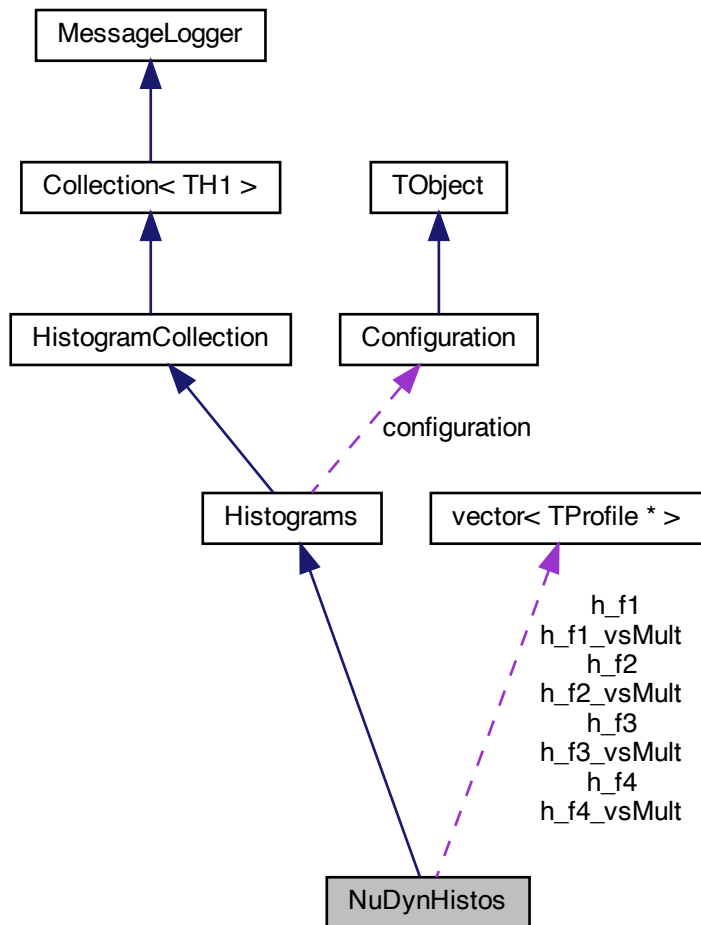 MessageLogger
Collection< TH1 >
TObject
HistogramCollection
Configuration
configuration
Histograms
vector< TProfile * >
h_f1
h_f1_vsMult
h_f2
h_f2_vsMult
h_f3
h_f3_vsMult
h_f4
h_f4_vsMult
NuDynHistos